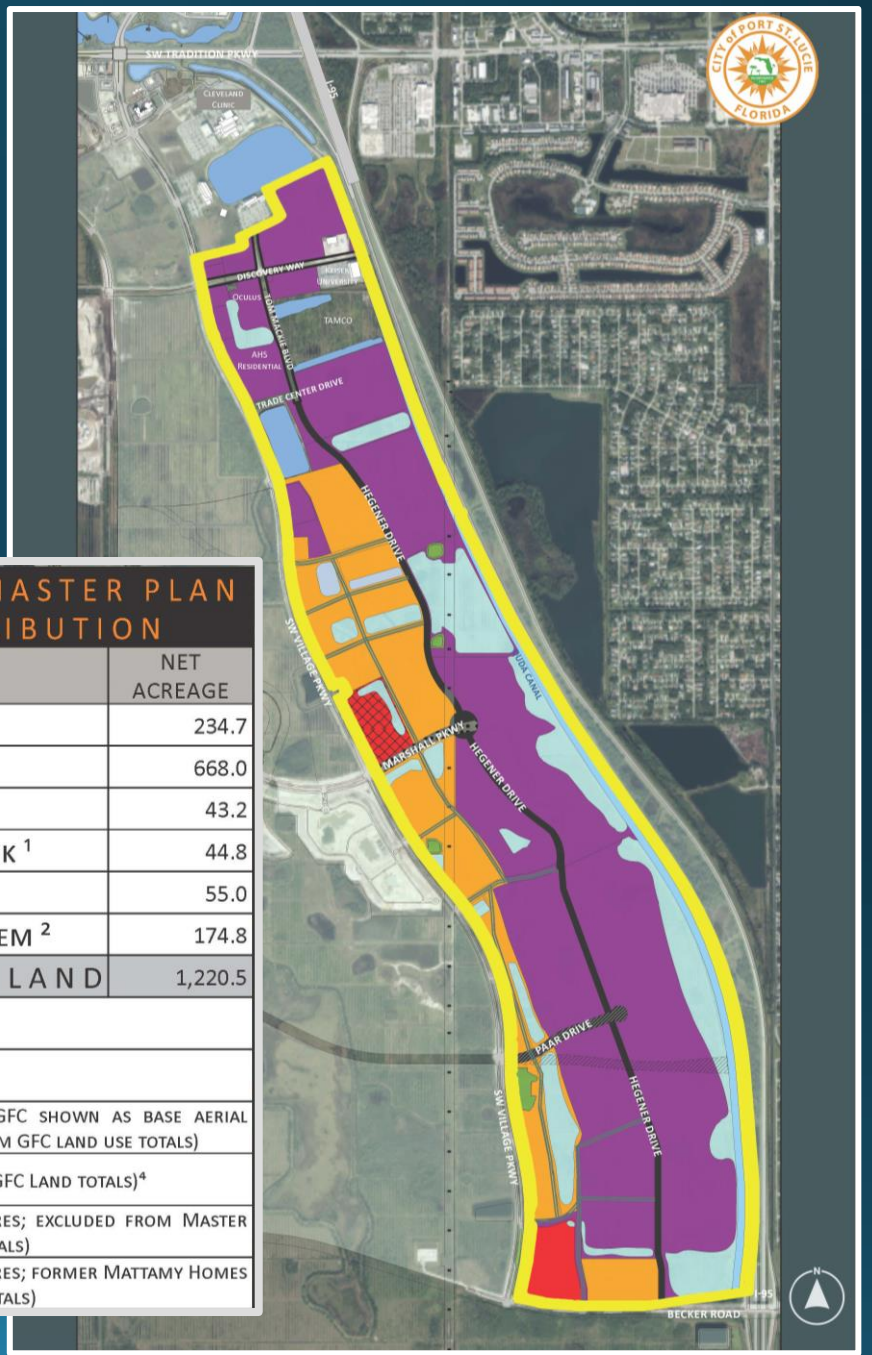 CITY of PORT ST. LUCIE
FLORIDA
SW TRADITION PKWY
I-95
CLEVELAND
CLINIC
DISCOVERY WAY
KEISER
UNIVERSITY
OCULUS
TOM MACKIE BLVD
TAMCO
AHS
RESIDENTIAL
TRADE CENTER DRIVE
HEGENER DRIVE
SW VILLAGE PKWY
UDA CANAL
MARSHALL PKWY
HEGENER DRIVE
PAAR DRIVE
HEGENER DRIVE
SW VILLAGE PKWY
I-95
BECKER ROAD
N
MASTER PLAN
IBUTION
NET
ACREAGE
234.7
668.0
43.2
K ¹ 44.8
55.0
EM ² 174.8
LAND 1,220.5
GFC SHOWN AS BASE AERIAL
M GFC LAND USE TOTALS)
GFC LAND TOTALS)⁴
RES; EXCLUDED FROM MASTER
ALS)
RES; FORMER MATTAMY HOMES
TALS)